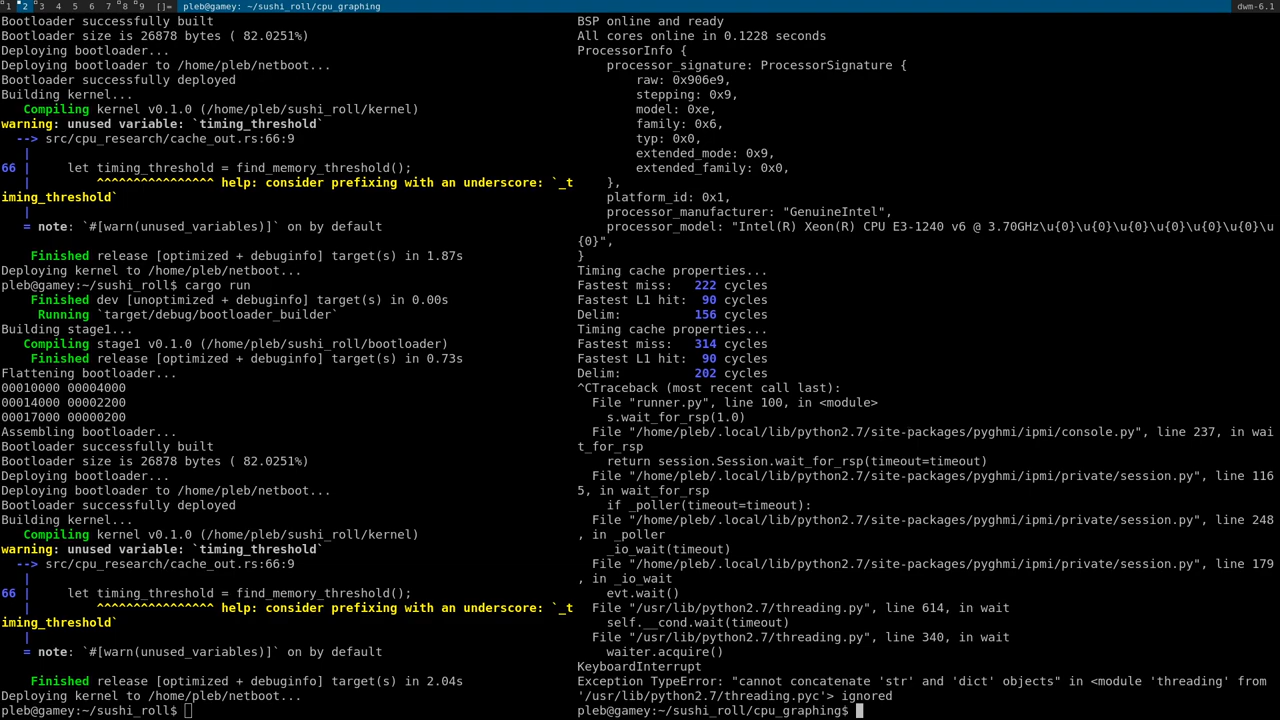 1 2 3 4 5 6 7 8 9 []= pleb@gamey: ~/sushi_roll/cpu_graphing dwm-6.1
Bootloader successfully built
Bootloader size is 26878 bytes ( 82.0251%)
Deploying bootloader...
Deploying bootloader to /home/pleb/netboot...
Bootloader successfully deployed
Building kernel...
Compiling kernel v0.1.0 (/home/pleb/sushi_roll/kernel)
warning: unused variable: `timing_threshold`
--> src/cpu_research/cache_out.rs:66:9
|
66 | let timing_threshold = find_memory_threshold();
| ^^^^^^^^^^^^^^^^ help: consider prefixing with an underscore: `_t
iming_threshold`
|
= note: `#[warn(unused_variables)]` on by default
Finished release [optimized + debuginfo] target(s) in 1.87s
Deploying kernel to /home/pleb/netboot...
pleb@gamey:~/sushi_roll$ cargo run
Finished dev [unoptimized + debuginfo] target(s) in 0.00s
Running `target/debug/bootloader_builder`
Building stage1...
Compiling stage1 v0.1.0 (/home/pleb/sushi_roll/bootloader)
Finished release [optimized + debuginfo] target(s) in 0.73s
Flattening bootloader...
00010000 00004000
00014000 00002200
00017000 00000200
Assembling bootloader...
Bootloader successfully built
Bootloader size is 26878 bytes ( 82.0251%)
Deploying bootloader...
Deploying bootloader to /home/pleb/netboot...
Bootloader successfully deployed
Building kernel...
Compiling kernel v0.1.0 (/home/pleb/sushi_roll/kernel)
warning: unused variable: `timing_threshold`
--> src/cpu_research/cache_out.rs:66:9
|
66 | let timing_threshold = find_memory_threshold();
| ^^^^^^^^^^^^^^^^ help: consider prefixing with an underscore: `_t
iming_threshold`
|
= note: `#[warn(unused_variables)]` on by default
Finished release [optimized + debuginfo] target(s) in 2.04s
Deploying kernel to /home/pleb/netboot...
pleb@gamey:~/sushi_roll$
BSP online and ready
All cores online in 0.1228 seconds
ProcessorInfo {
processor_signature: ProcessorSignature {
raw: 0x906e9,
stepping: 0x9,
model: 0xe,
family: 0x6,
typ: 0x0,
extended_mode: 0x9,
extended_family: 0x0,
},
platform_id: 0x1,
processor_manufacturer: "GenuineIntel",
processor_model: "Intel(R) Xeon(R) CPU E3-1240 v6 @ 3.70GHz\u{0}\u{0}\u{0}\u{0}\u{0}\u{0}\u
{0}",
}
Timing cache properties...
Fastest miss: 222 cycles
Fastest L1 hit: 90 cycles
Delim: 156 cycles
Timing cache properties...
Fastest miss: 314 cycles
Fastest L1 hit: 90 cycles
Delim: 202 cycles
^CTraceback (most recent call last):
File "runner.py", line 100, in <module>
s.wait_for_rsp(1.0)
File "/home/pleb/.local/lib/python2.7/site-packages/pyghmi/ipmi/console.py", line 237, in wai
t_for_rsp
return session.Session.wait_for_rsp(timeout=timeout)
File "/home/pleb/.local/lib/python2.7/site-packages/pyghmi/ipmi/private/session.py", line 116
5, in wait_for_rsp
if _poller(timeout=timeout):
File "/home/pleb/.local/lib/python2.7/site-packages/pyghmi/ipmi/private/session.py", line 248
, in _poller
_io_wait(timeout)
File "/home/pleb/.local/lib/python2.7/site-packages/pyghmi/ipmi/private/session.py", line 179
, in _io_wait
evt.wait()
File "/usr/lib/python2.7/threading.py", line 614, in wait
self.__cond.wait(timeout)
File "/usr/lib/python2.7/threading.py", line 340, in wait
waiter.acquire()
KeyboardInterrupt
Exception TypeError: "cannot concatenate 'str' and 'dict' objects" in <module 'threading' from
'/usr/lib/python2.7/threading.pyc'> ignored
pleb@gamey:~/sushi_roll/cpu_graphing$